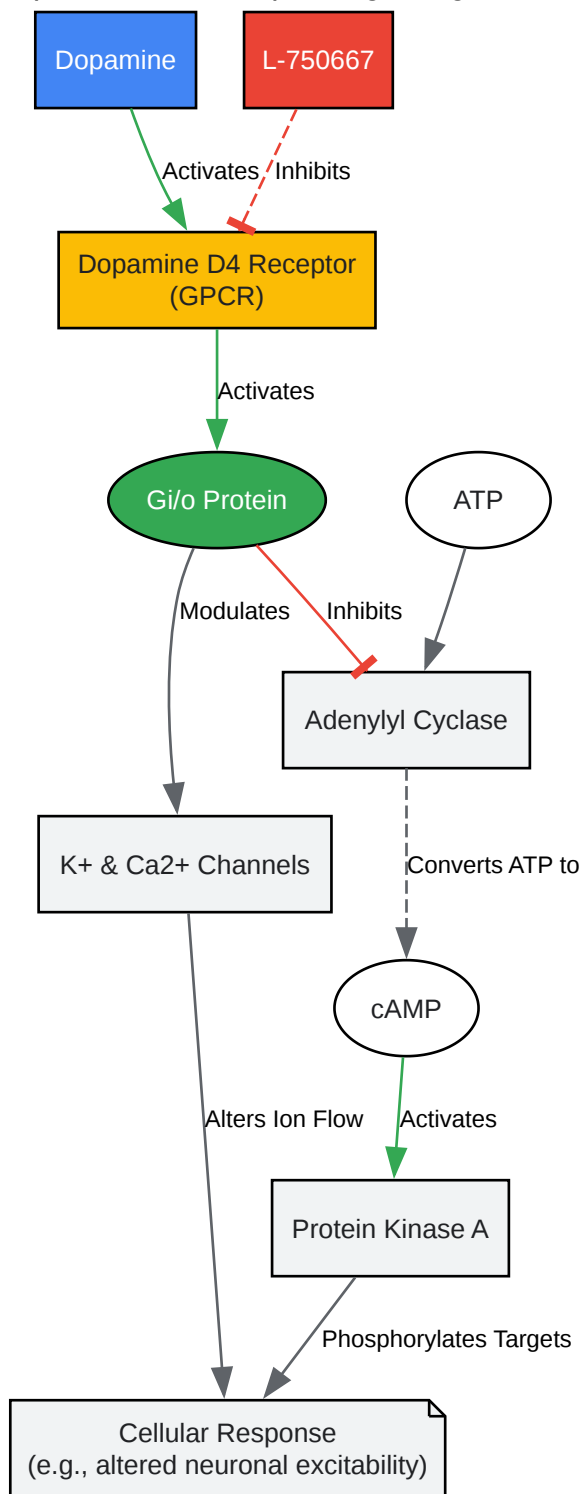 Dopamine
L-750667
Activates
Inhibits
Dopamine D4 Receptor
(GPCR)
Activates
Gi/o Protein
ATP
Modulates
Inhibits
Adenylyl Cyclase
K+ & Ca2+ Channels
Converts ATP to
cAMP
Alters Ion Flow
Activates
Protein Kinase A
Phosphorylates Targets
Cellular Response
(e.g., altered neuronal excitability)